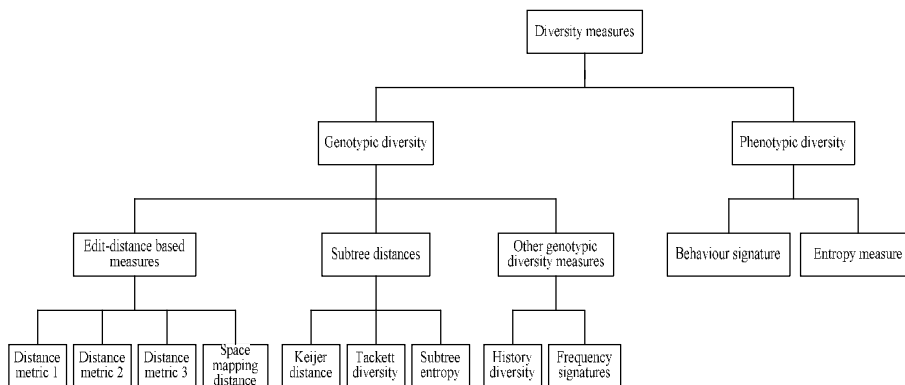 Diversity measures
Genotypic diversity
Phenotypic diversity
Edit-distance based
measures
Subtree distances
Other genotypic
diversity measures
Behaviour signature
Entropy measure
Distance
metric 1
Distance
metric 2
Distance
metric 3
Space
mapping
distance
Keijer
distance
Tackett
diversity
Subtree
entropy
History
diversity
Frequency
signatures